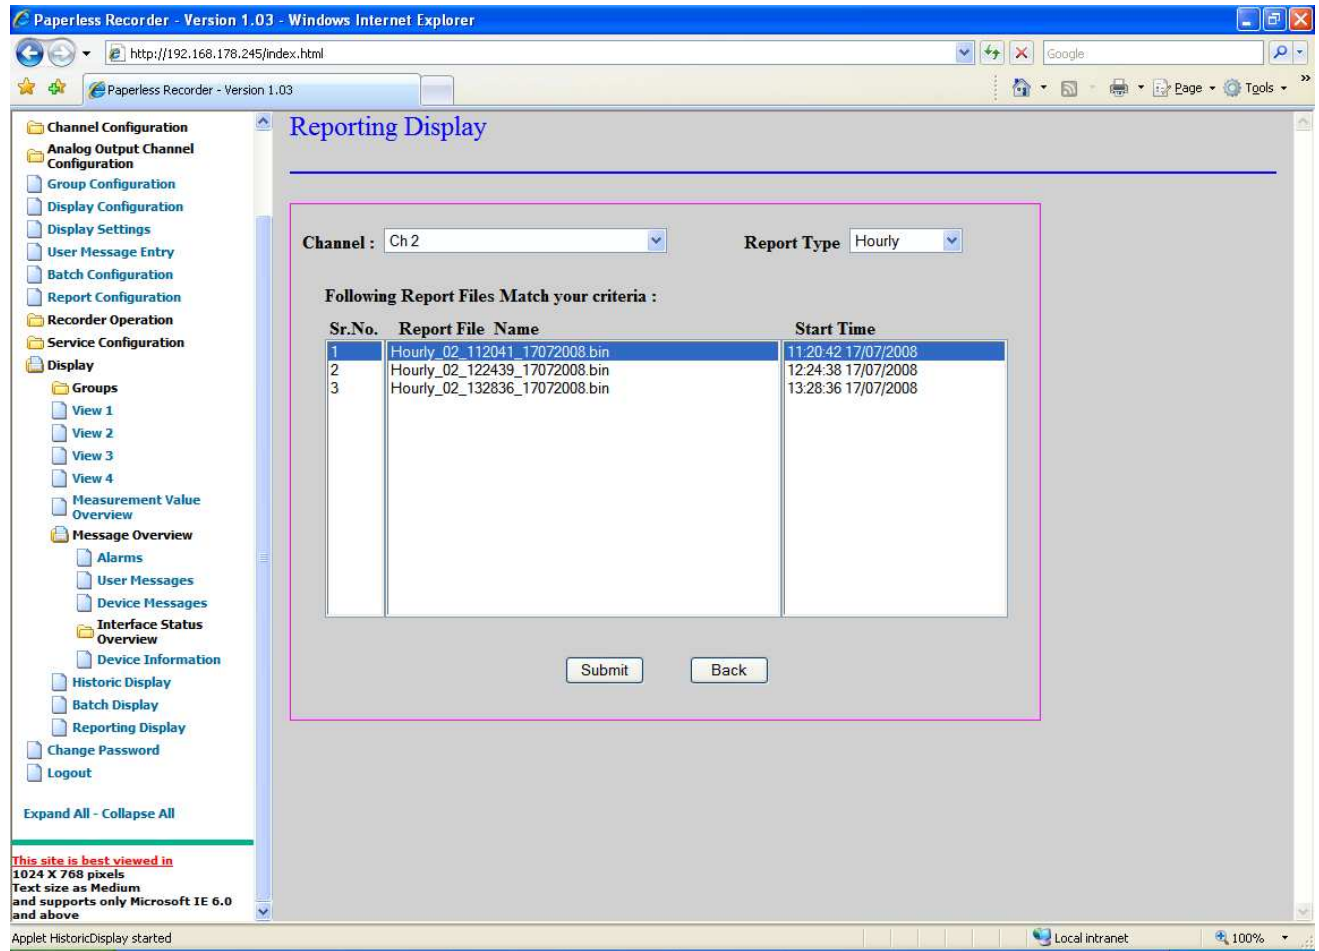 Paperless Recorder - Version 1.03 - Windows Internet Explorer
http://192.168.178.245/index.html
Google
Paperless Recorder - Version 1.03
Page
Tools
Channel Configuration
Analog Output Channel
Configuration
Group Configuration
Display Configuration
Display Settings
User Message Entry
Batch Configuration
Report Configuration
Recorder Operation
Service Configuration
Display
Groups
View 1
View 2
View 3
View 4
Measurement Value
Overview
Message Overview
Alarms
User Messages
Device Messages
Interface Status
Overview
Device Information
Historic Display
Batch Display
Reporting Display
Change Password
Logout
Expand All - Collapse All
This site is best viewed in
1024 X 768 pixels
Text size as Medium
and supports only Microsoft IE 6.0
and above
Reporting Display
Channel : Ch 2
Report Type Hourly
Following Report Files Match your criteria :
Sr.No. Report File Name Start Time
1 Hourly_02_112041_17072008.bin 11:20:42 17/07/2008
2 Hourly_02_122439_17072008.bin 12:24:38 17/07/2008
3 Hourly_02_132836_17072008.bin 13:28:36 17/07/2008
Submit Back
Applet HistoricDisplay started
Local intranet
100%